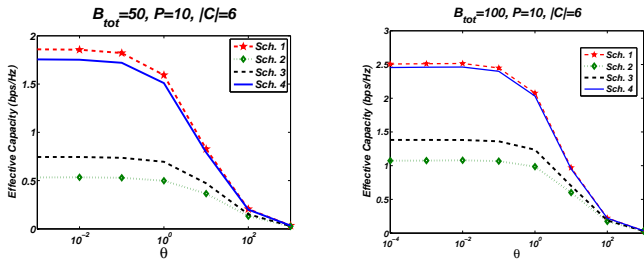 B_tot=50, P=10, |C|=6
Effective Capacity (bps/Hz)
2
1.5
1
0.5
0
10^-2
10^0
10^2
θ
Sch. 1
Sch. 2
Sch. 3
Sch. 4
B_tot=100, P=10, |C|=6
Effective Capacity (bps/Hz)
3
2.5
2
1.5
1
0.5
0
10^-4
10^-2
10^0
10^2
θ
Sch. 1
Sch. 2
Sch. 3
Sch. 4